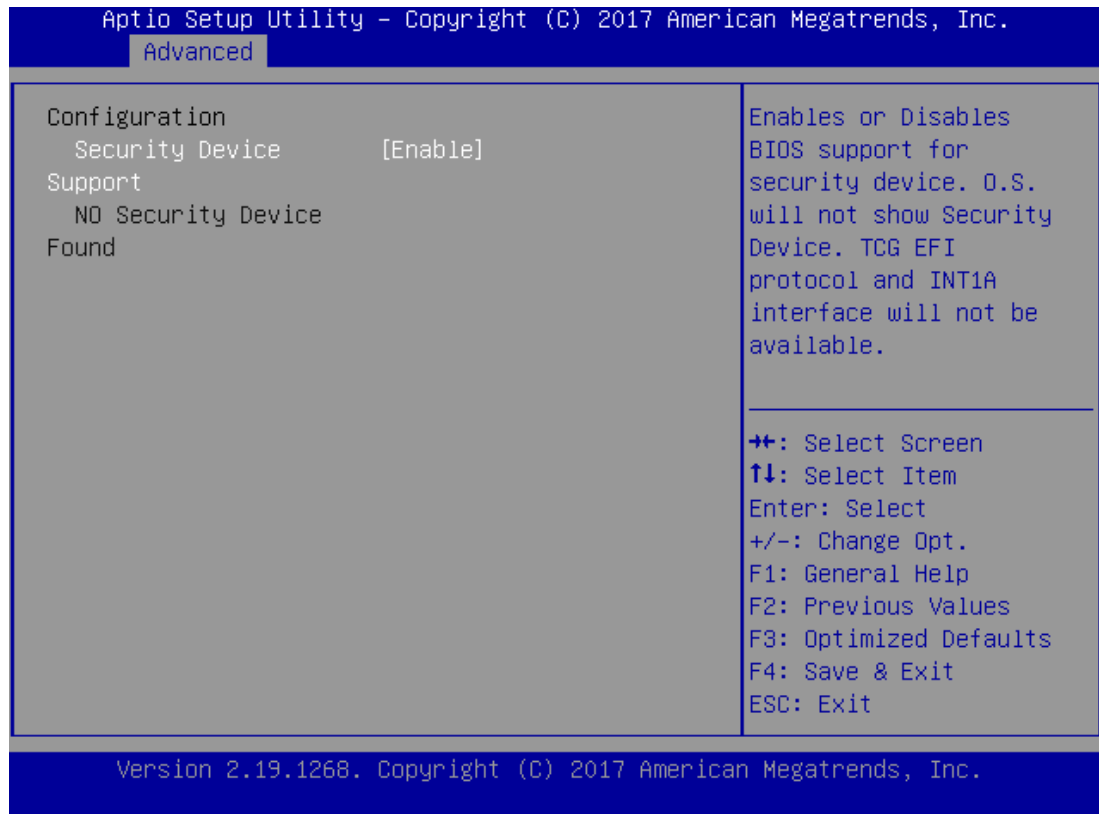 Aptio Setup Utility – Copyright (C) 2017 American Megatrends, Inc.
Advanced
Configuration
Security Device [Enable]
Support
NO Security Device
Found
Enables or Disables
BIOS support for
security device. O.S.
will not show Security
Device. TCG EFI
protocol and INT1A
interface will not be
available.
→←: Select Screen
↑↓: Select Item
Enter: Select
+/-: Change Opt.
F1: General Help
F2: Previous Values
F3: Optimized Defaults
F4: Save & Exit
ESC: Exit
Version 2.19.1268. Copyright (C) 2017 American Megatrends, Inc.